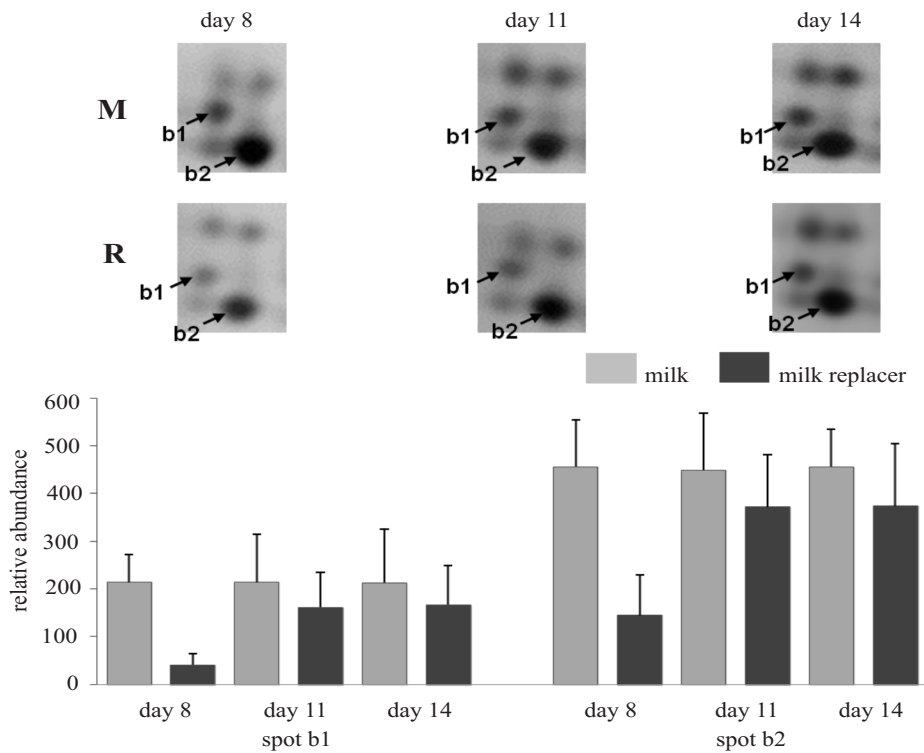 day 8 day 11 day 14
M
b1 b1 b1
b2 b2 b2
R
b1 b1 b1
b2 b2 b2
milk milk replacer
relative abundance
600
500
400
300
200
100
0
day 8 day 11 day 14 day 8 day 11 day 14
spot b1 spot b2